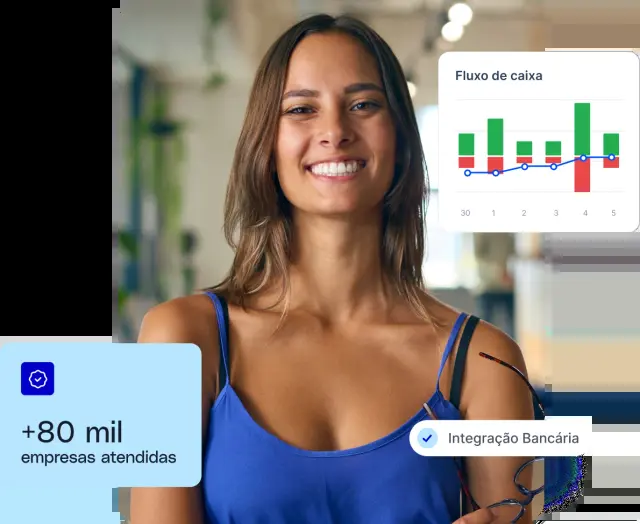 Fluxo de caixa
30 1 2 3 4 5
+80 mil
empresas atendidas
Integração Bancária